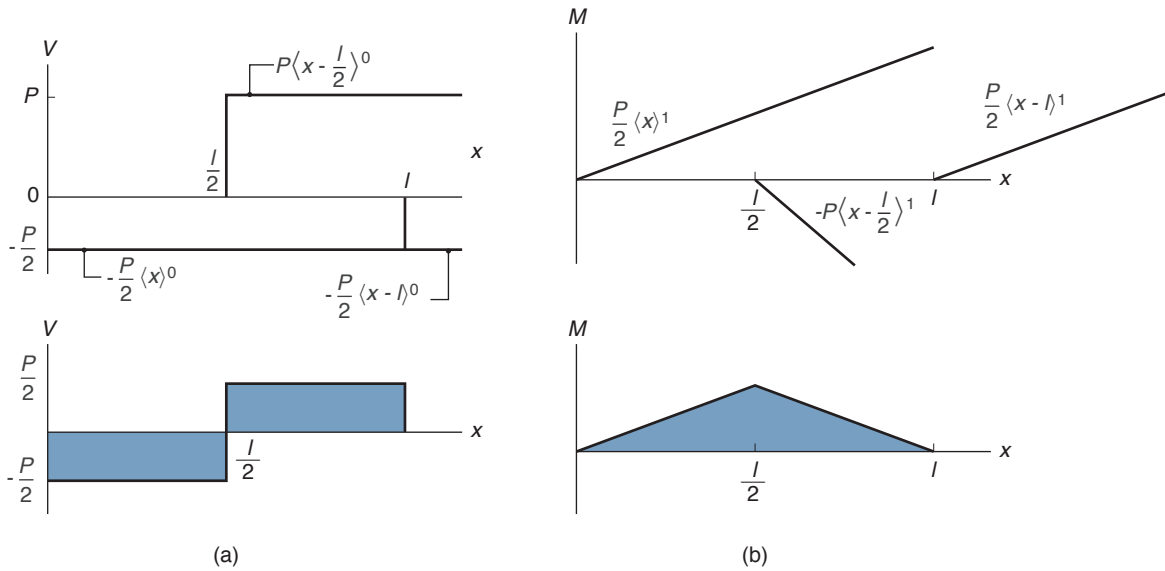 V
P⟨x - l/2⟩⁰
P
l/2
x
l
0
-P/2
-P/2 ⟨x⟩⁰
-P/2 ⟨x - l⟩⁰
V
P/2
x
l/2
-P/2
(a)
M
P/2 ⟨x⟩¹
P/2 ⟨x - l⟩¹
l/2
-P⟨x - l/2⟩¹
l
x
M
x
l/2
l
(b)